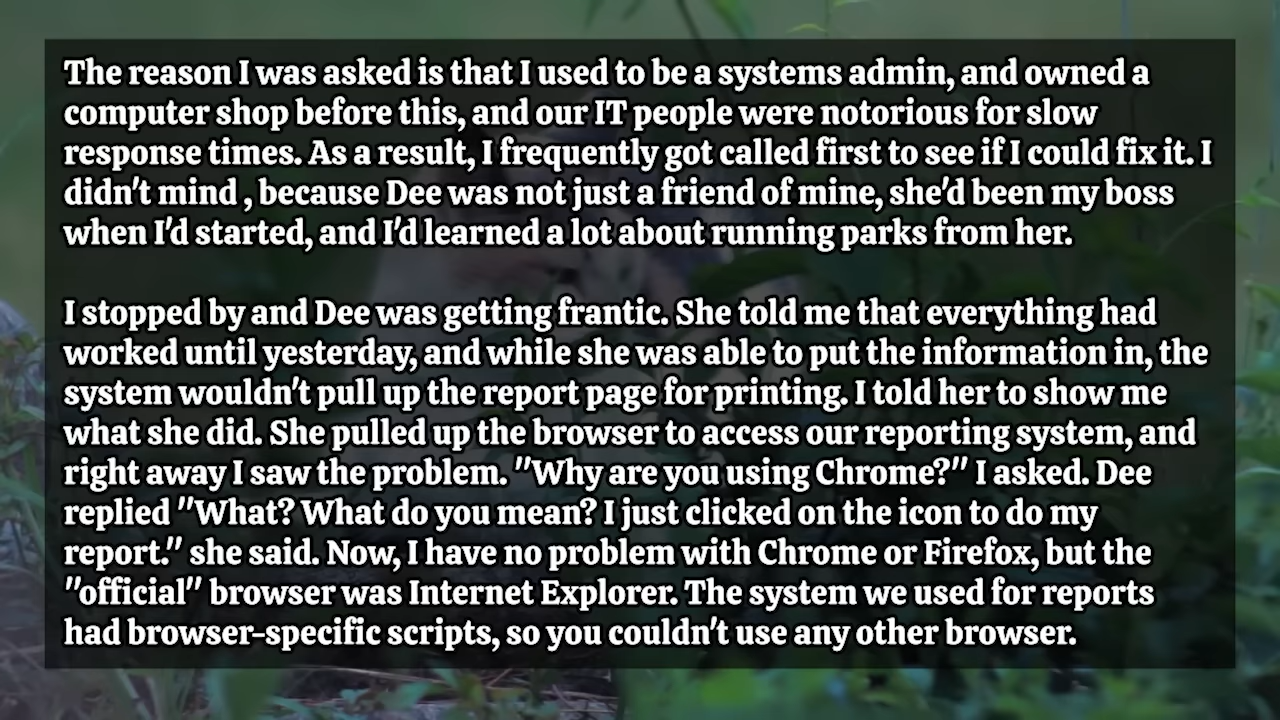 The reason I was asked is that I used to be a systems admin, and owned a
computer shop before this, and our IT people were notorious for slow
response times. As a result, I frequently got called first to see if I could fix it. I
didn't mind , because Dee was not just a friend of mine, she'd been my boss
when I'd started, and I'd learned a lot about running parks from her.
I stopped by and Dee was getting frantic. She told me that everything had
worked until yesterday, and while she was able to put the information in, the
system wouldn't pull up the report page for printing. I told her to show me
what she did. She pulled up the browser to access our reporting system, and
right away I saw the problem. "Why are you using Chrome?" I asked. Dee
replied "What? What do you mean? I just clicked on the icon to do my
report." she said. Now, I have no problem with Chrome or Firefox, but the
"official" browser was Internet Explorer. The system we used for reports
had browser-specific scripts, so you couldn't use any other browser.